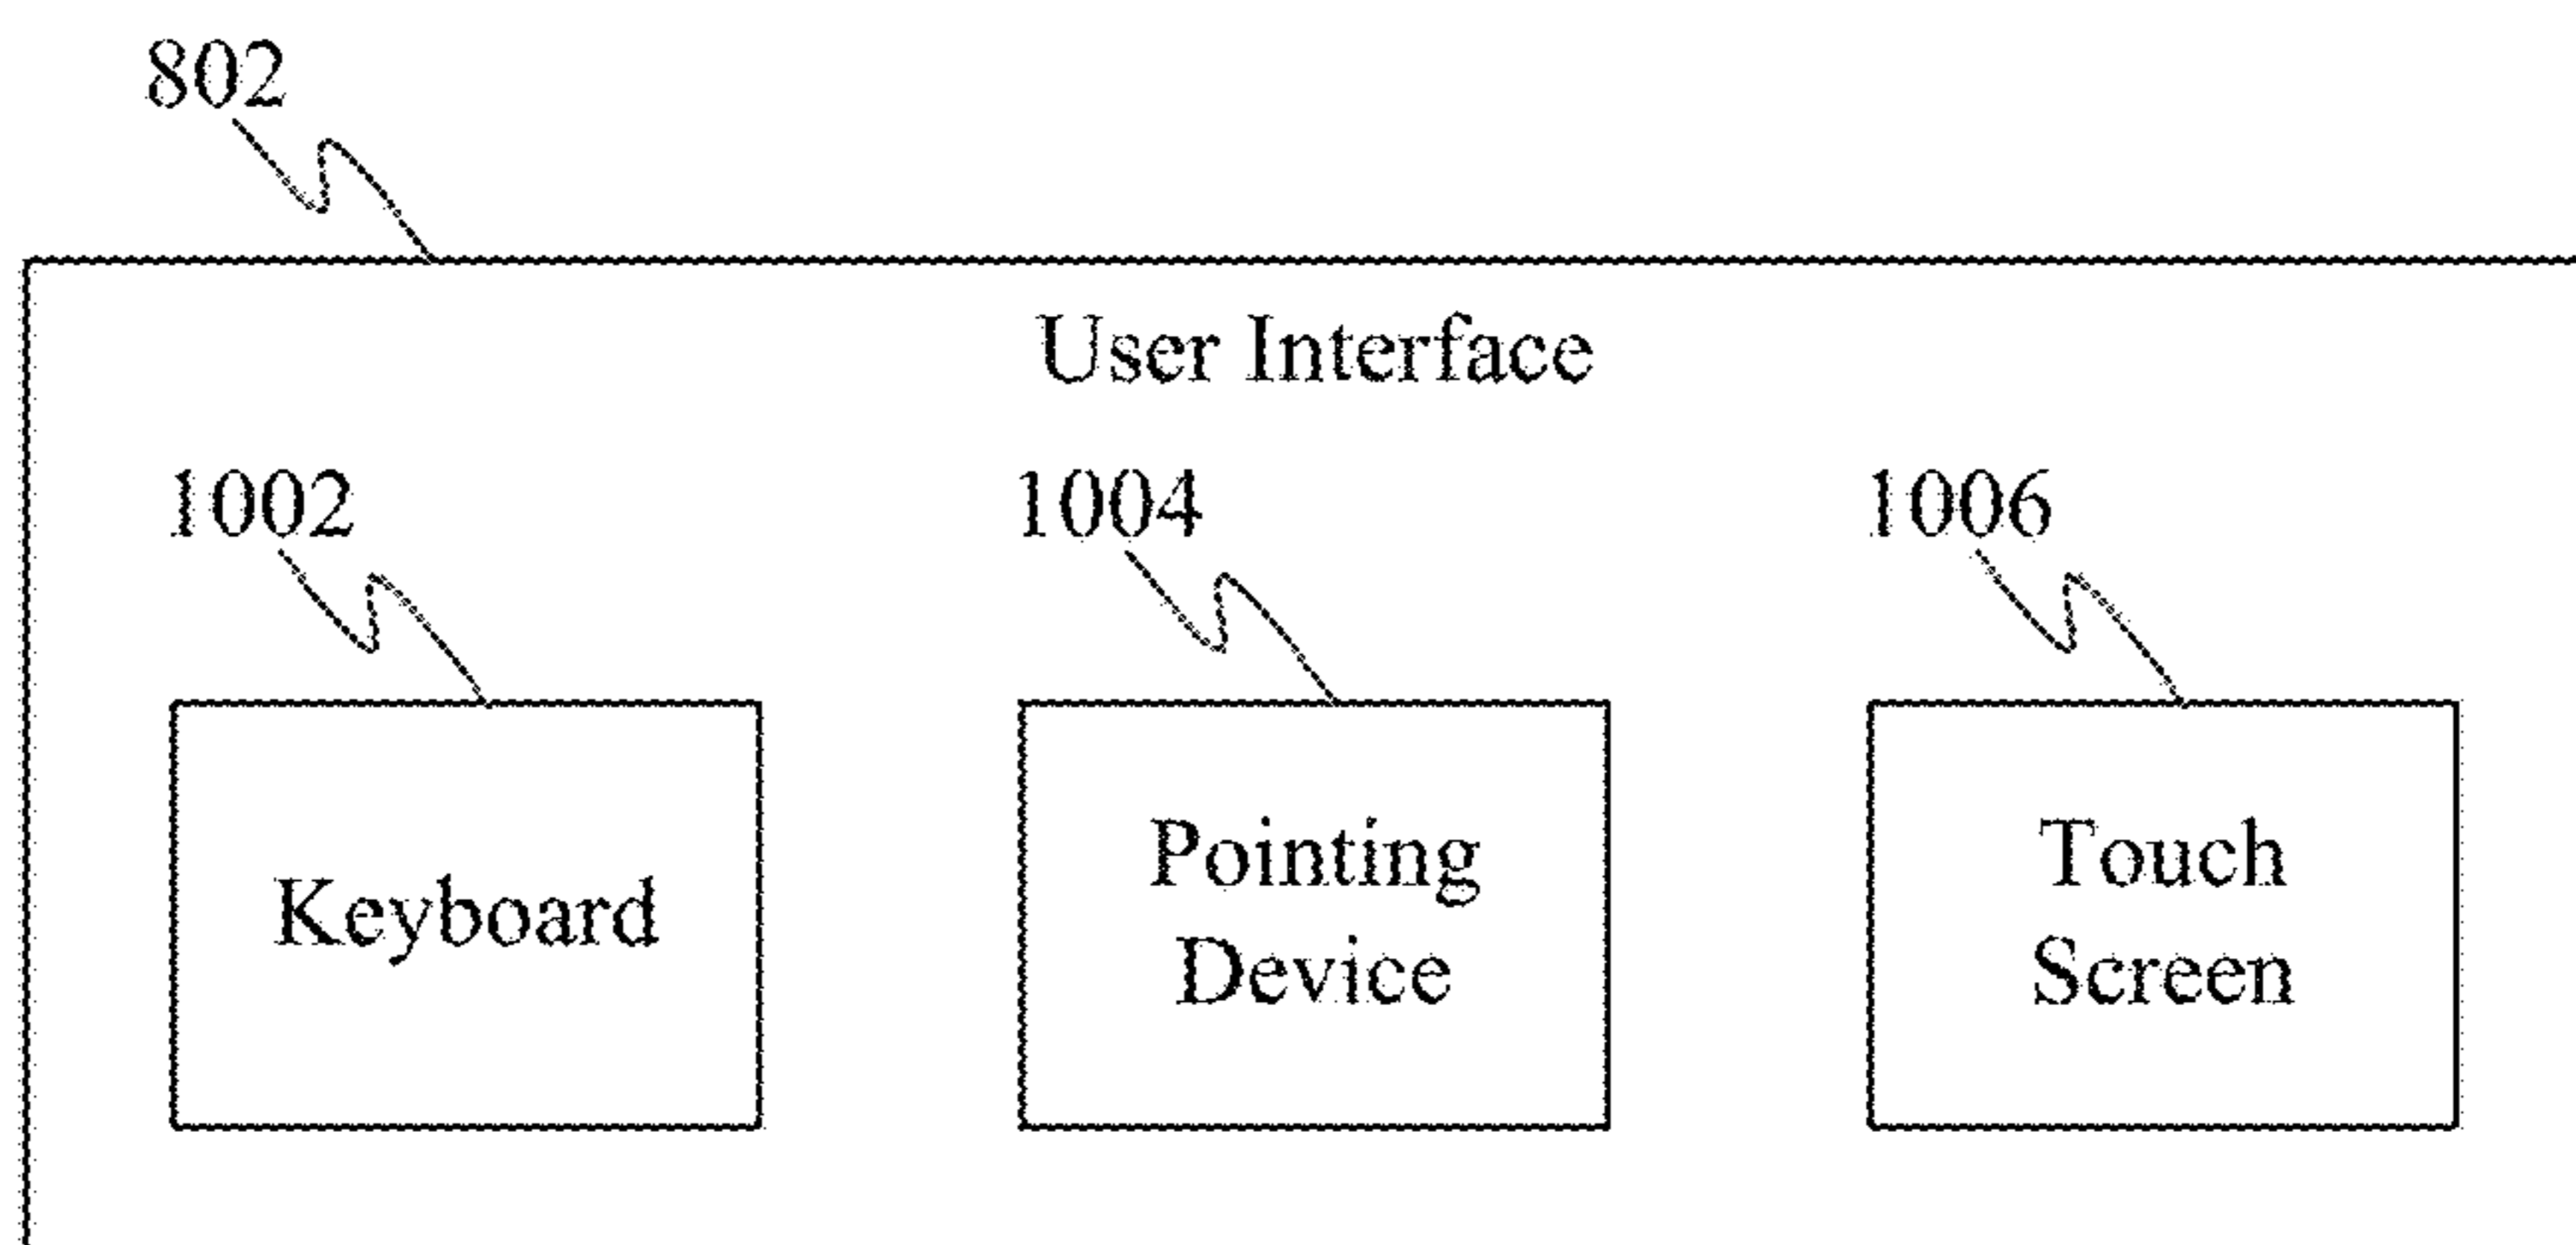 802
User Interface
1002 1004 1006
Keyboard
Pointing
Device
Touch
Screen